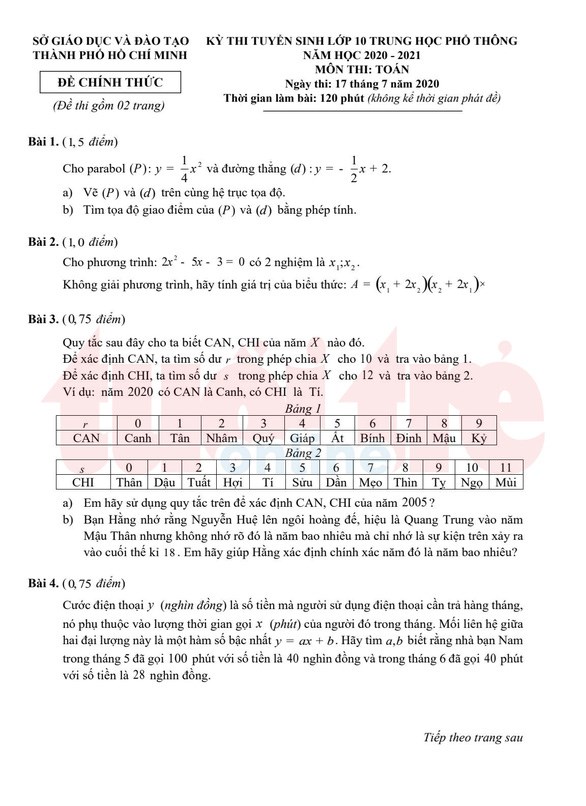 SỞ GIÁO DỤC VÀ ĐÀO TẠO
THÀNH PHỐ HỒ CHÍ MINH
ĐỀ CHÍNH THỨC
(Đề thi gồm 02 trang)
KỲ THI TUYỂN SINH LỚP 10 TRUNG HỌC PHỔ THÔNG
NĂM HỌC 2020 - 2021
MÔN THI: TOÁN
Ngày thi: 17 tháng 7 năm 2020
Thời gian làm bài: 120 phút (không kể thời gian phát đề)
Bài 1. (1,5 điểm)
Cho parabol (P): y = 1/4 x² và đường thẳng (d): y = - 1/2 x + 2.
a) Vẽ (P) và (d) trên cùng hệ trục tọa độ.
b) Tìm tọa độ giao điểm của (P) và (d) bằng phép tính.
Bài 2. (1,0 điểm)
Cho phương trình: 2x² - 5x - 3 = 0 có 2 nghiệm là x₁;x₂.
Không giải phương trình, hãy tính giá trị của biểu thức: A = (x₁ + 2x₂)(x₂ + 2x₁)×
Bài 3. (0,75 điểm)
Quy tắc sau đây cho ta biết CAN, CHI của năm X nào đó.
Để xác định CAN, ta tìm số dư r trong phép chia X cho 10 và tra vào bảng 1.
Để xác định CHI, ta tìm số dư s trong phép chia X cho 12 và tra vào bảng 2.
Ví dụ: năm 2020 có CAN là Canh, có CHI là Tí.
Bảng 1
r 0 1 2 3 4 5 6 7 8 9
CAN Canh Tân Nhâm Quý Giáp Ất Bính Đinh Mậu Kỷ
Bảng 2
s 0 1 2 3 4 5 6 7 8 9 10 11
CHI Thân Dậu Tuất Hợi Tí Sửu Dần Mẹo Thìn Tỵ Ngọ Mùi
a) Em hãy sử dụng quy tắc trên để xác định CAN, CHI của năm 2005?
b) Bạn Hằng nhớ rằng Nguyễn Huệ lên ngôi hoàng đế, hiệu là Quang Trung vào năm
Mậu Thân nhưng không nhớ rõ đó là năm bao nhiêu mà chỉ nhớ là sự kiện trên xảy ra
vào cuối thế kỉ 18. Em hãy giúp Hằng xác định chính xác năm đó là năm bao nhiêu?
Bài 4. (0,75 điểm)
Cước điện thoại y (nghìn đồng) là số tiền mà người sử dụng điện thoại cần trả hàng tháng,
nó phụ thuộc vào lượng thời gian gọi x (phút) của người đó trong tháng. Mối liên hệ giữa
hai đại lượng này là một hàm số bậc nhất y = ax + b. Hãy tìm a,b biết rằng nhà bạn Nam
trong tháng 5 đã gọi 100 phút với số tiền là 40 nghìn đồng và trong tháng 6 đã gọi 40 phút
với số tiền là 28 nghìn đồng.
Tiếp theo trang sau
tuổi trẻ
online